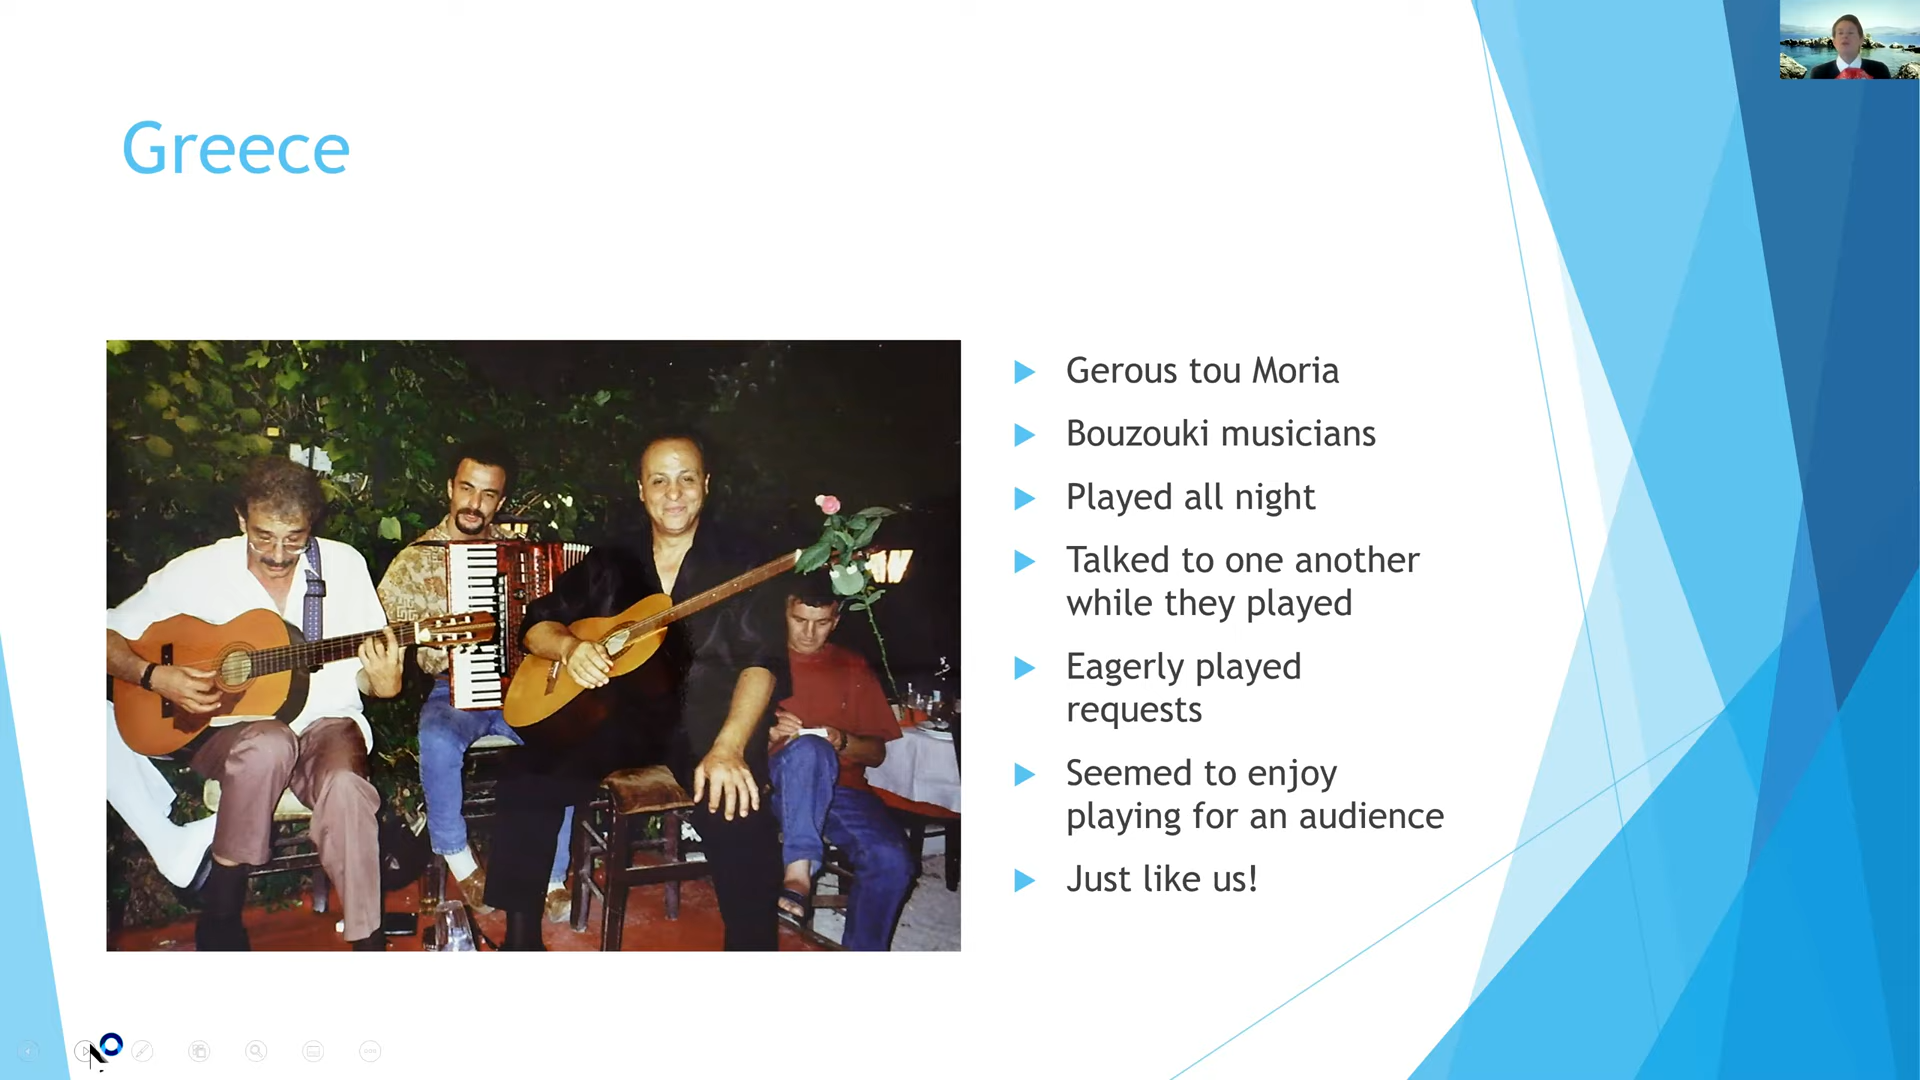 Greece
Gerous tou Moria
Bouzouki musicians
Played all night
Talked to one another
while they played
Eagerly played
requests
Seemed to enjoy
playing for an audience
Just like us!